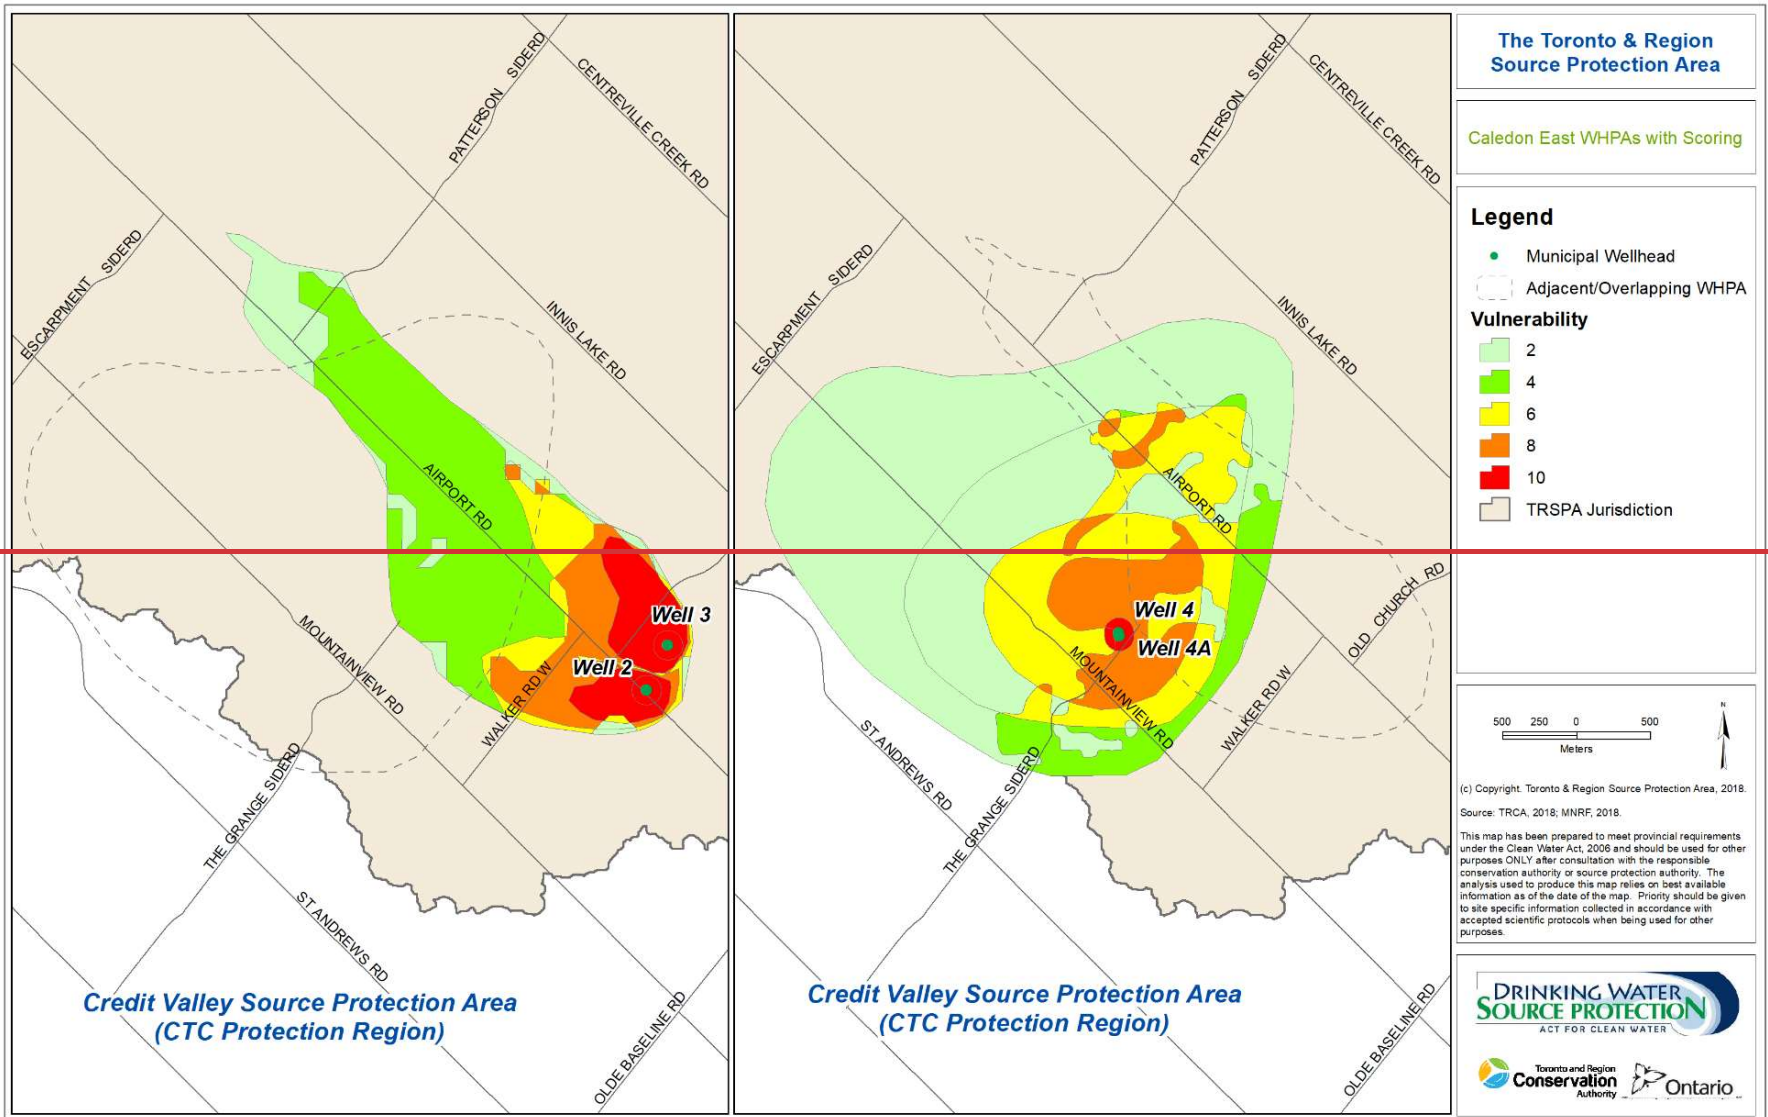 PATTERSON SIDERD
CENTREVILLE CREEK RD
ESCARPMENT SIDERD
INNIS LAKE RD
AIRPORT RD
Well 3
Well 2
MOUNTAINVIEW RD
WALKER RD W
THE GRANGE SIDERD
ST ANDREWS RD
Credit Valley Source Protection Area
(CTC Protection Region)
OLDE BASELINE RD
PATTERSON SIDERD
CENTREVILLE CREEK RD
ESCARPMENT SIDERD
INNIS LAKE RD
AIRPORT RD
OLD CHURCH RD
Well 4
Well 4A
MOUNTAINVIEW RD
WALKER RD W
ST ANDREWS RD
THE GRANGE SIDERD
Credit Valley Source Protection Area
(CTC Protection Region)
OLDE BASELINE RD
The Toronto & Region
Source Protection Area
Caledon East WHPAs with Scoring
Legend
Municipal Wellhead
Adjacent/Overlapping WHPA
Vulnerability
2
4
6
8
10
TRSPA Jurisdiction
500 250 0 500
Meters
N
(c) Copyright. Toronto & Region Source Protection Area, 2018.
Source: TRCA, 2018; MNRF, 2018.
This map has been prepared to meet provincial requirements
under the Clean Water Act, 2006 and should be used for other
purposes ONLY after consultation with the responsible
conservation authority or source protection authority. The
analysis used to produce this map relies on best available
information as of the date of the map. Priority should be given
to site specific information collected in accordance with
accepted scientific protocols when being used for other
purposes.
DRINKING WATER
SOURCE PROTECTION
ACT FOR CLEAN WATER
Toronto and Region
Conservation
Authority
Ontario